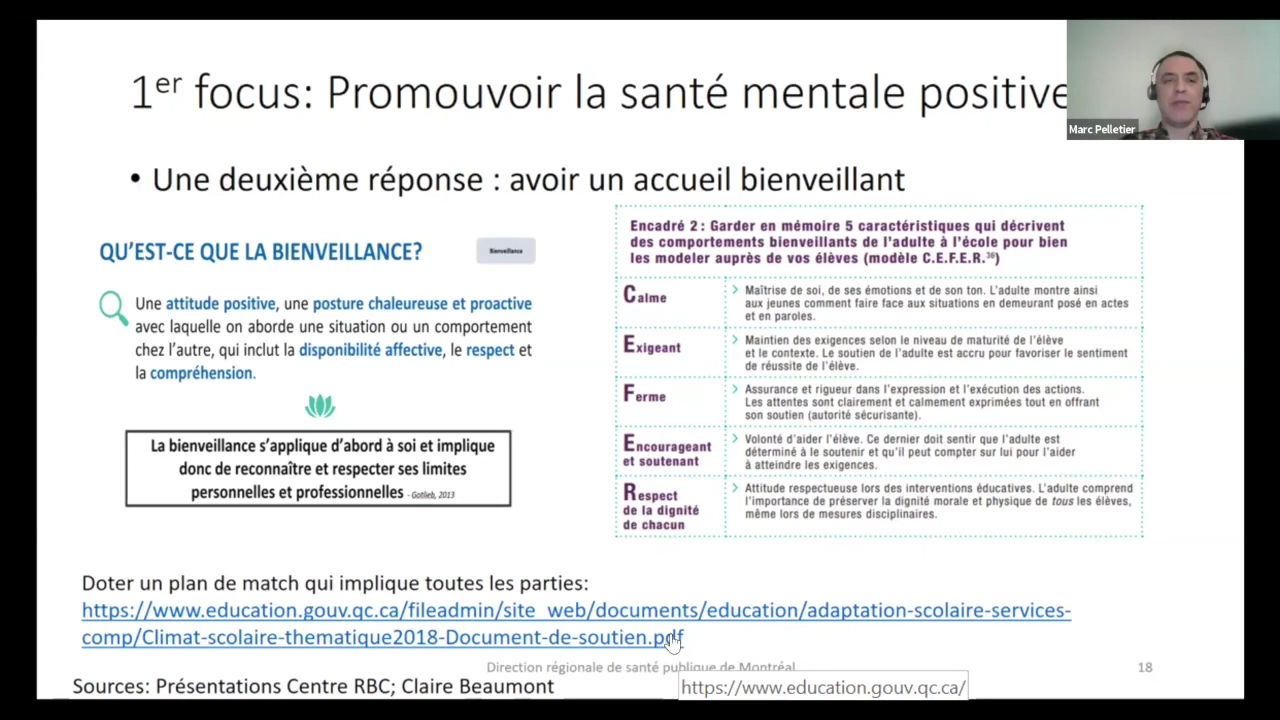 1er focus: Promouvoir la santé mentale positive
Marc Pelletier
• Une deuxième réponse : avoir un accueil bienveillant
QU'EST-CE QUE LA BIENVEILLANCE?
Bienveillance
Une attitude positive, une posture chaleureuse et proactive
avec laquelle on aborde une situation ou un comportement
chez l'autre, qui inclut la disponibilité affective, le respect et
la compréhension.
La bienveillance s'applique d'abord à soi et implique
donc de reconnaître et respecter ses limites
personnelles et professionnelles - Gotlieb, 2013
Encadré 2 : Garder en mémoire 5 caractéristiques qui décrivent
des comportements bienveillants de l'adulte à l'école pour bien
les modeler auprès de vos élèves (modèle C.E.F.E.R.36)
Calme
Maîtrise de soi, de ses émotions et de son ton. L'adulte montre ainsi
aux jeunes comment faire face aux situations en demeurant posé en actes
et en paroles.
Exigeant
Maintien des exigences selon le niveau de maturité de l'élève
et le contexte. Le soutien de l'adulte est accru pour favoriser le sentiment
de réussite de l'élève.
Ferme
Assurance et rigueur dans l'expression et l'exécution des actions.
Les attentes sont clairement et calmement exprimées tout en offrant
son soutien (autorité sécurisante).
Encourageant
et soutenant
Volonté d'aider l'élève. Ce dernier doit sentir que l'adulte est
déterminé à le soutenir et qu'il peut compter sur lui pour l'aider
à atteindre les exigences.
Respect
de la dignité
de chacun
Attitude respectueuse lors des interventions éducatives. L'adulte comprend
l'importance de préserver la dignité morale et physique de tous les élèves,
même lors de mesures disciplinaires.
Doter un plan de match qui implique toutes les parties:
https://www.education.gouv.qc.ca/fileadmin/site_web/documents/education/adaptation-scolaire-services-
comp/Climat-scolaire-thematique2018-Document-de-soutien.pdf
Direction régionale de santé publique de Montréal
18
Sources: Présentations Centre RBC; Claire Beaumont
https://www.education.gouv.qc.ca/